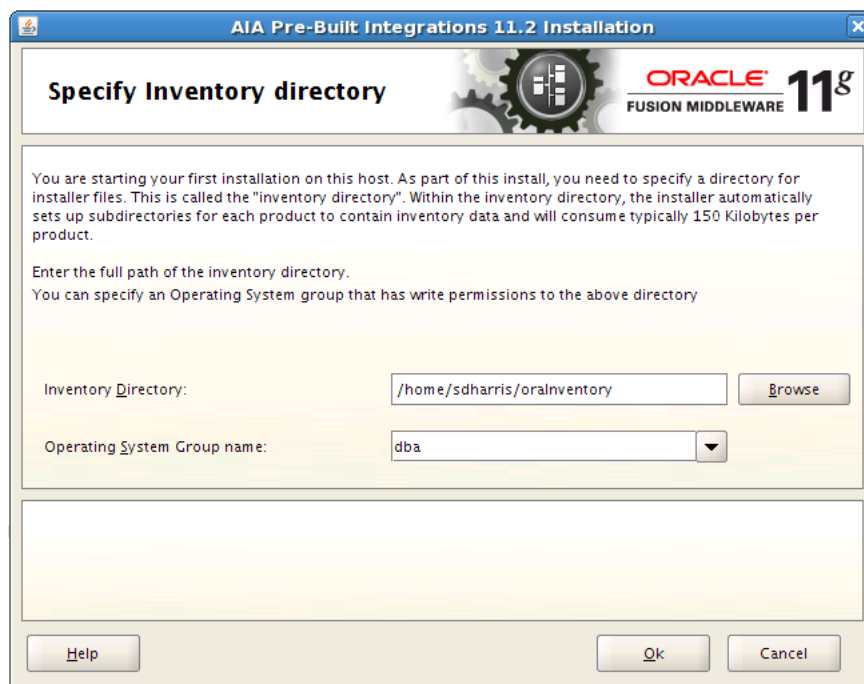 AIA Pre-Built Integrations 11.2 Installation
Specify Inventory directory
ORACLE
FUSION MIDDLEWARE 11g
You are starting your first installation on this host. As part of this install, you need to specify a directory for
installer files. This is called the "inventory directory". Within the inventory directory, the installer automatically
sets up subdirectories for each product to contain inventory data and will consume typically 150 Kilobytes per
product.
Enter the full path of the inventory directory.
You can specify an Operating System group that has write permissions to the above directory
Inventory Directory: /home/sdharris/oraInventory Browse
Operating System Group name: dba
Help Ok Cancel